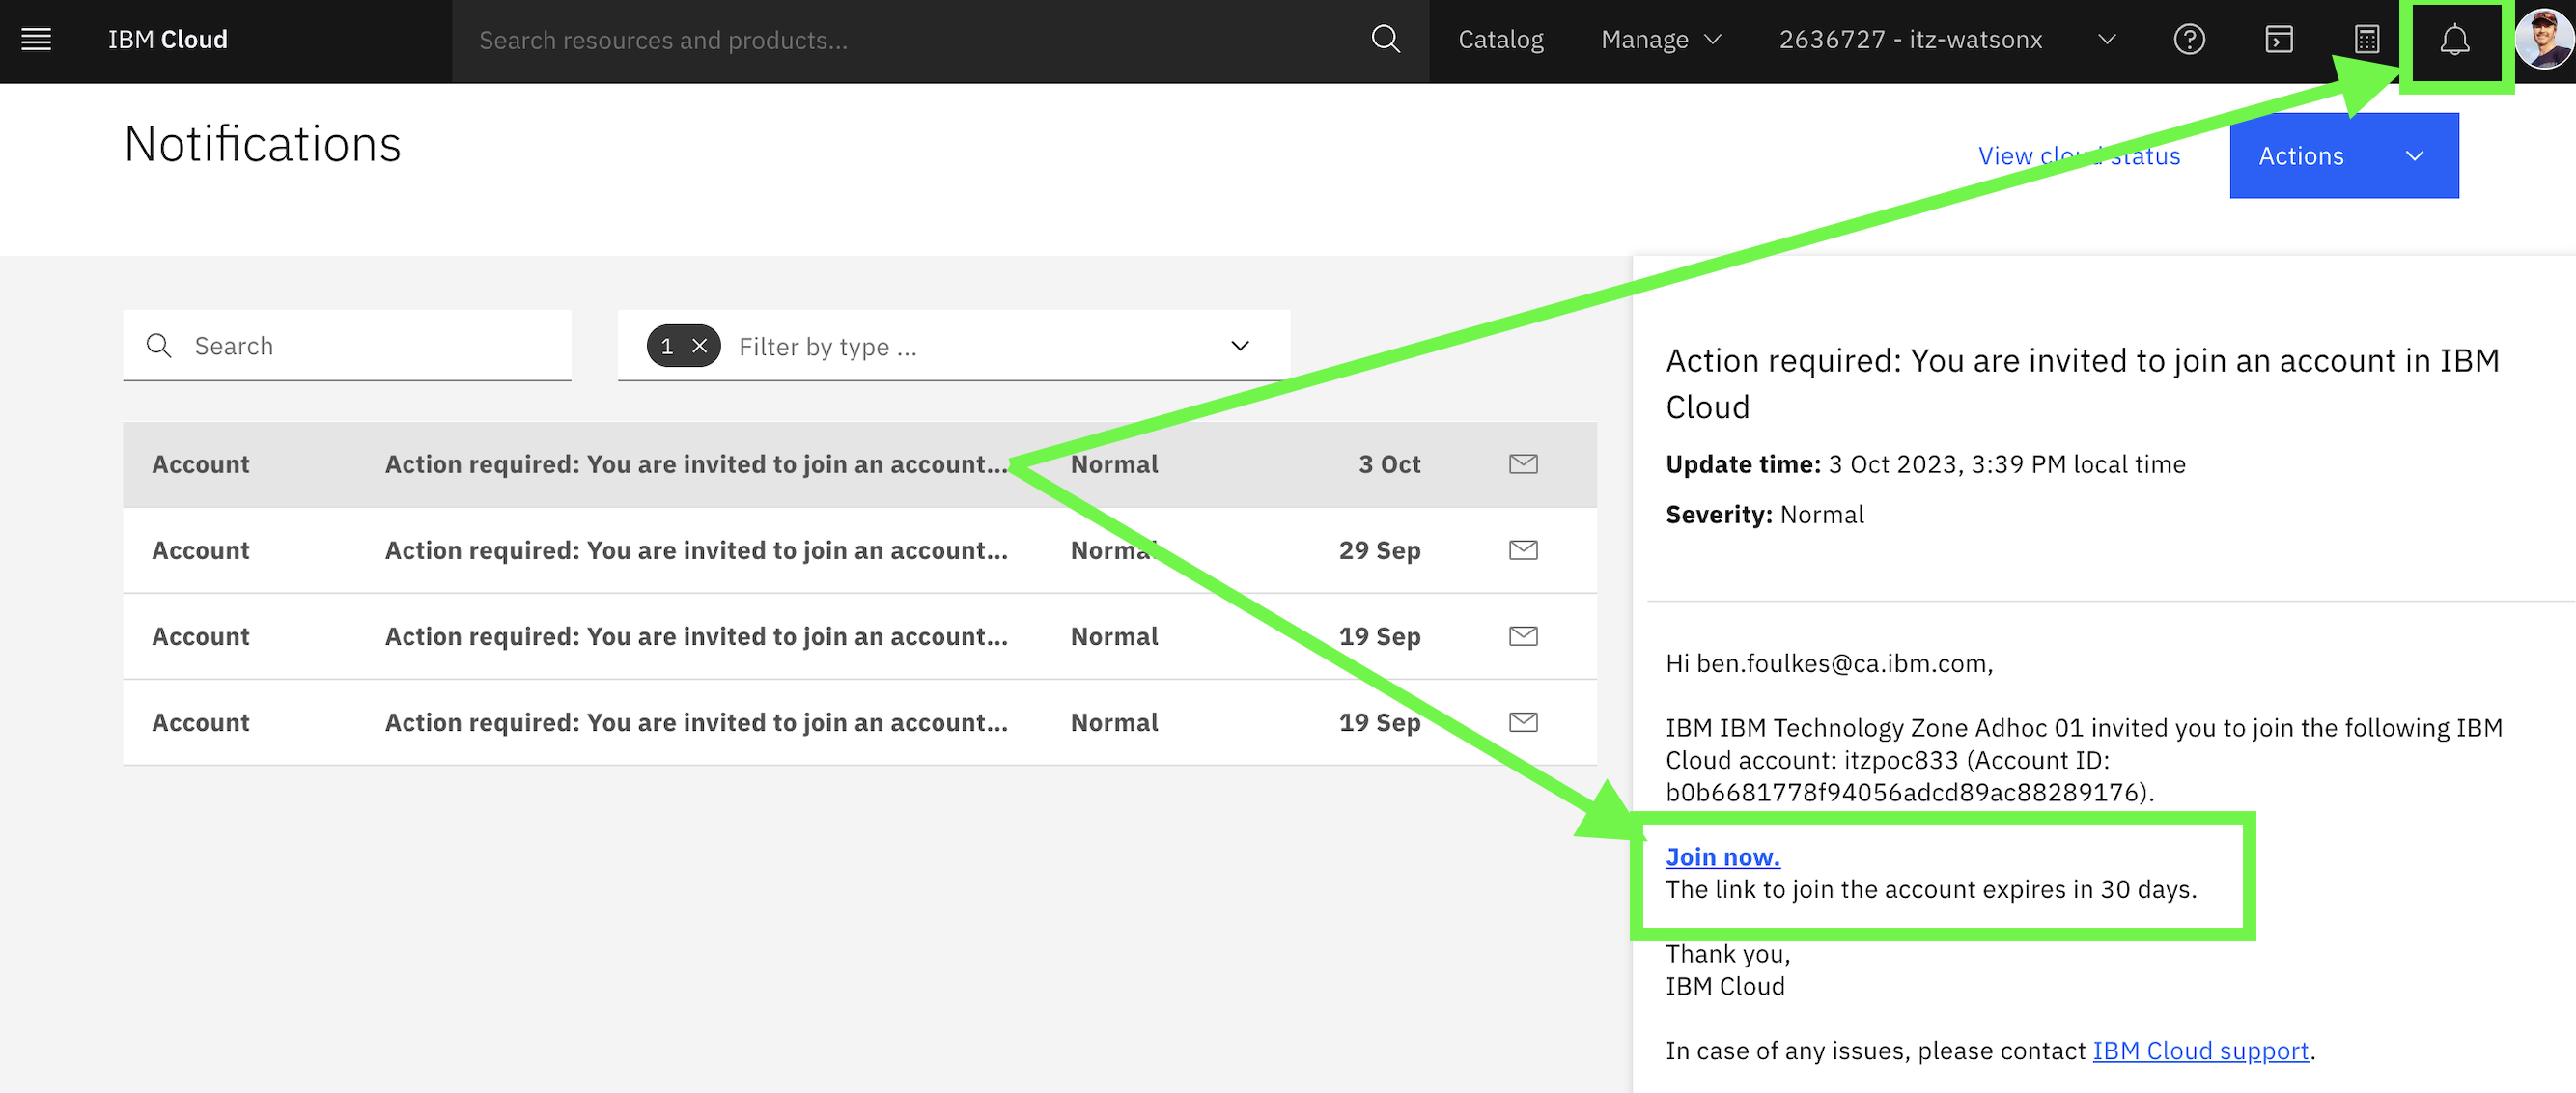 IBM Cloud
Search resources and products...
Catalog
Manage
2636727 - itz-watsonx
Notifications
View cloud status
Actions
Search
1
Filter by type ...
Account Action required: You are invited to join an account... Normal 3 Oct
Account Action required: You are invited to join an account... Normal 29 Sep
Account Action required: You are invited to join an account... Normal 19 Sep
Account Action required: You are invited to join an account... Normal 19 Sep
Action required: You are invited to join an account in IBM
Cloud
Update time: 3 Oct 2023, 3:39 PM local time
Severity: Normal
Hi ben.foulkes@ca.ibm.com,
IBM IBM Technology Zone Adhoc 01 invited you to join the following IBM
Cloud account: itzpoc833 (Account ID:
b0b6681778f94056adcd89ac88289176).
Join now.
The link to join the account expires in 30 days.
Thank you,
IBM Cloud
In case of any issues, please contact IBM Cloud support.